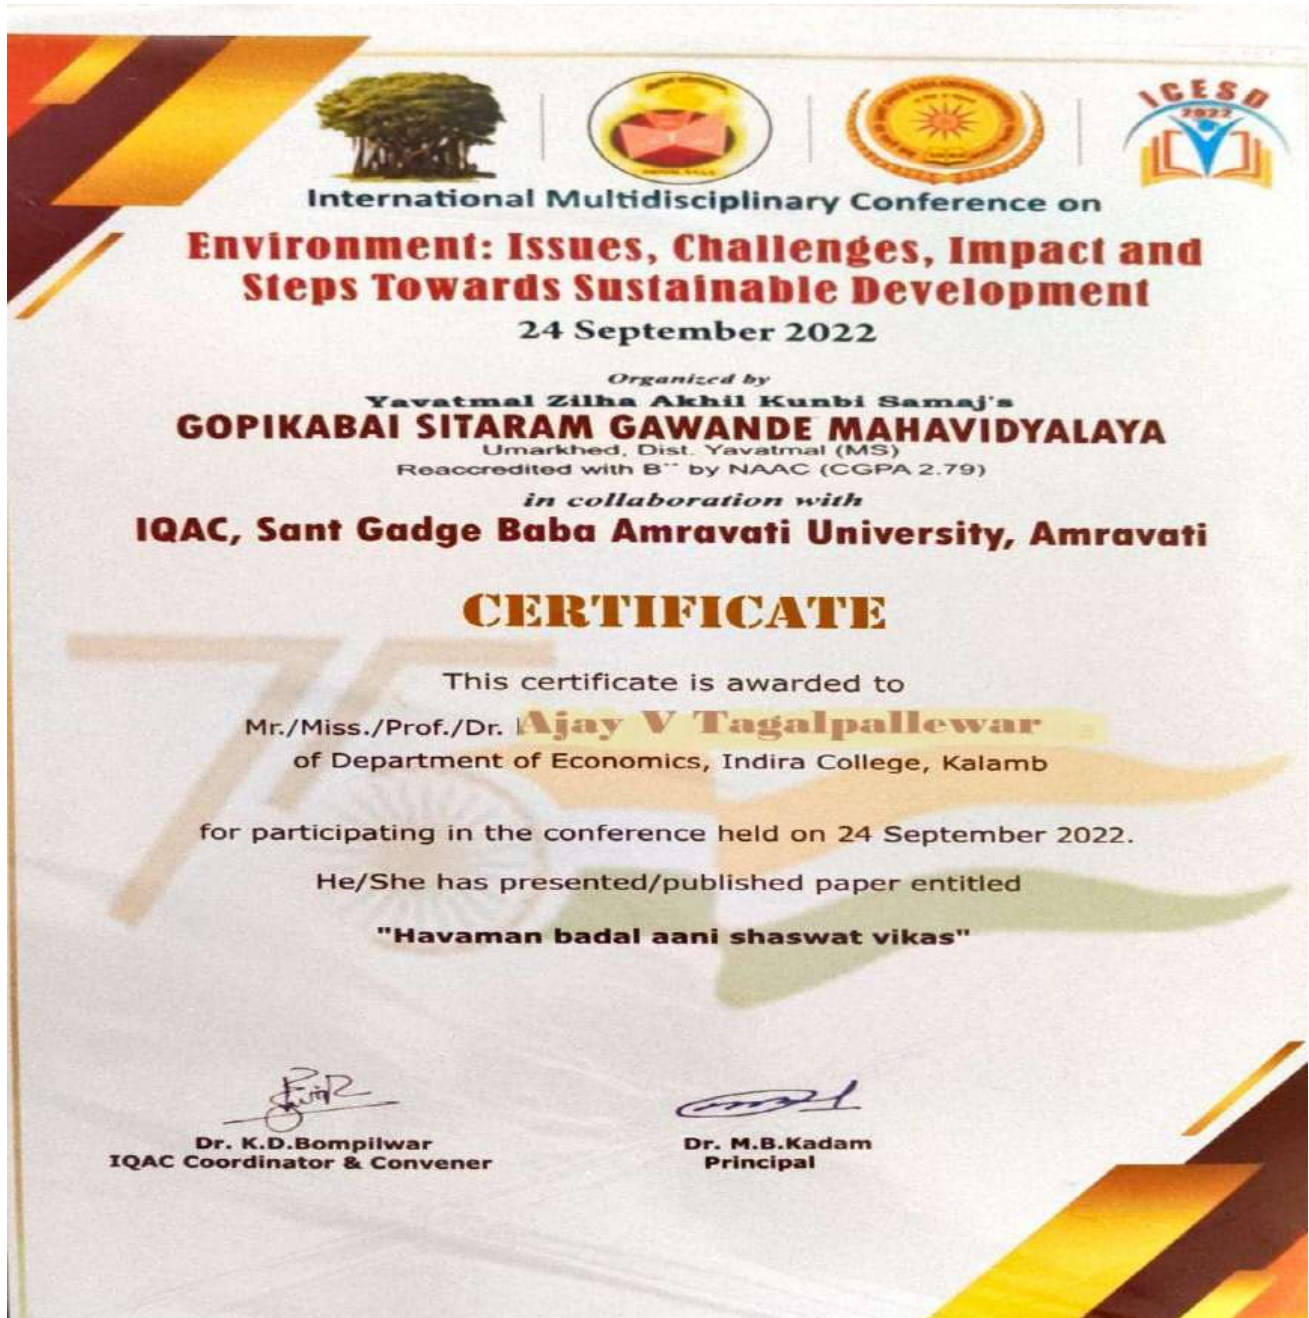 ICESD
2022
International Multidisciplinary Conference on
Environment: Issues, Challenges, Impact and
Steps Towards Sustainable Development
24 September 2022
Organized by
Yavatmal Zilha Akhil Kunbi Samaj's
GOPIKABAI SITARAM GAWANDE MAHAVIDYALAYA
Umarkhed, Dist. Yavatmal (MS)
Reaccredited with B¨ by NAAC (CGPA 2.79)
in collaboration with
IQAC, Sant Gadge Baba Amravati University, Amravati
CERTIFICATE
75
This certificate is awarded to
Mr./Miss./Prof./Dr. Ajay V Tagalpallewar
of Department of Economics, Indira College, Kalamb
for participating in the conference held on 24 September 2022.
He/She has presented/published paper entitled
"Havaman badal aani shaswat vikas"
Dr. K.D.Bompilwar
IQAC Coordinator & Convener
Dr. M.B.Kadam
Principal